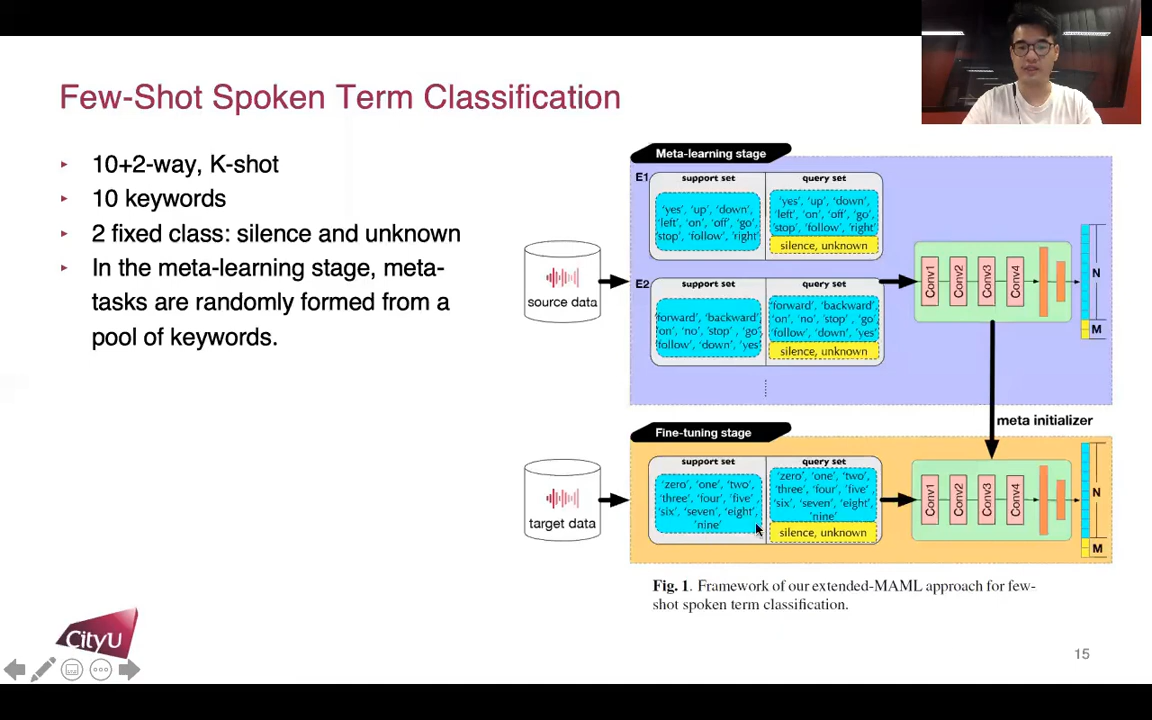 Few-Shot Spoken Term Classification
10+2-way, K-shot
10 keywords
2 fixed class: silence and unknown
In the meta-learning stage, meta-
tasks are randomly formed from a
pool of keywords.
source data
target data
Meta-learning stage
E1
support set
'yes', 'up', 'down',
'left', 'on', 'off', 'go',
'stop', 'follow', 'right'
query set
'yes', 'up', 'down',
'left', 'on', 'off', 'go',
'stop', 'follow', 'right'
silence, unknown
E2
support set
'forward', 'backward'
'on', 'no', 'stop' , 'go'
'follow', 'down', 'yes'
query set
'forward', 'backward'
'on', 'no', stop' , 'go'
'follow', 'down', 'yes'
silence, unknown
Conv1
Conv2
Conv3
Conv4
N
M
meta initializer
Fine-tuning stage
support set
'zero', 'one', 'two',
'three', 'four', 'five'
'six', 'seven', 'eight',
'nine'
query set
'zero', 'one', 'two',
'three', 'four', 'five'
'six', 'seven', 'eight',
'nine'
silence, unknown
Conv1
Conv2
Conv3
Conv4
N
M
Fig. 1. Framework of our extended-MAML approach for few-
shot spoken term classification.
CityU
15